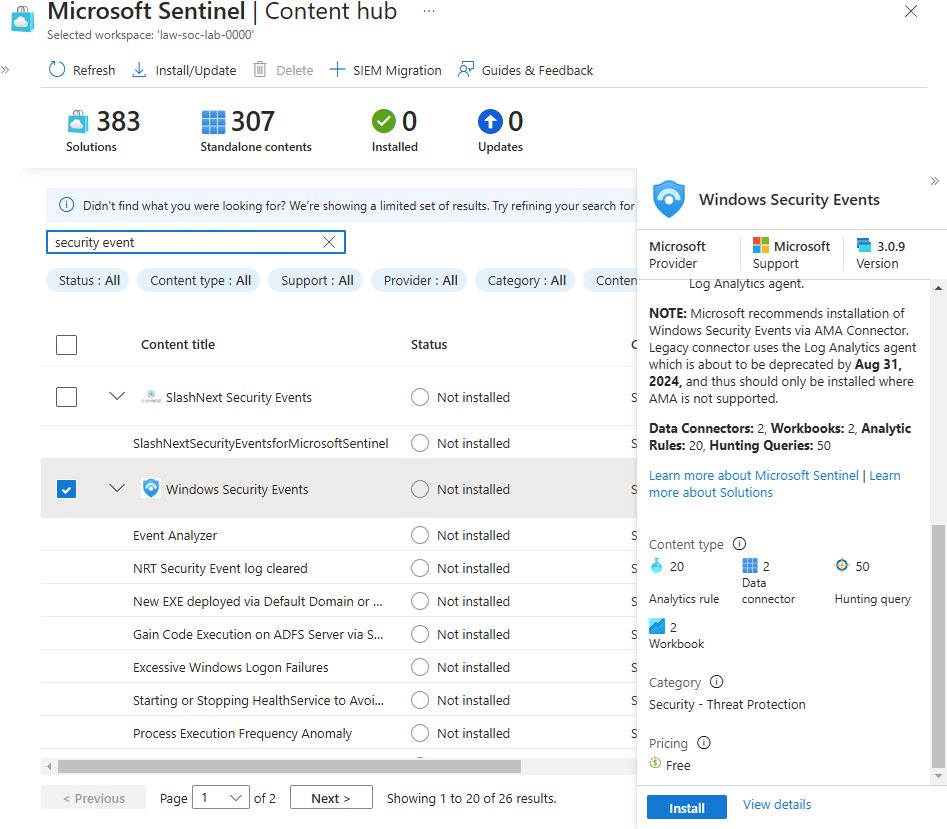 Microsoft Sentinel | Content hub ...
Selected workspace: 'law-soc-lab-0000'
Refresh Install/Update Delete SIEM Migration Guides & Feedback
383 307 0 0
Solutions Standalone contents Installed Updates
Didn't find what you were looking for? We're showing a limited set of results. Try refining your search for
security event
Status : All Content type : All Support : All Provider : All Category : All Conten
Content title Status C
SlashNext Security Events Not installed S
SlashNextSecurityEventsforMicrosoftSentinel Not installed S
Windows Security Events Not installed S
Event Analyzer Not installed S
NRT Security Event log cleared Not installed S
New EXE deployed via Default Domain or ... Not installed S
Gain Code Execution on ADFS Server via S... Not installed S
Excessive Windows Logon Failures Not installed S
Starting or Stopping HealthService to Avoi... Not installed S
Process Execution Frequency Anomaly Not installed S
< Previous Page 1 of 2 Next > Showing 1 to 20 of 26 results.
Windows Security Events
Microsoft Microsoft 3.0.9
Provider Support Version
Log Analytics agent.
NOTE: Microsoft recommends installation of
Windows Security Events via AMA Connector.
Legacy connector uses the Log Analytics agent
which is about to be deprecated by Aug 31,
2024, and thus should only be installed where
AMA is not supported.
Data Connectors: 2, Workbooks: 2, Analytic
Rules: 20, Hunting Queries: 50
Learn more about Microsoft Sentinel | Learn
more about Solutions
Content type
20 2 50
Data
Analytics rule connector Hunting query
2
Workbook
Category
Security - Threat Protection
Pricing
Free
Install View details